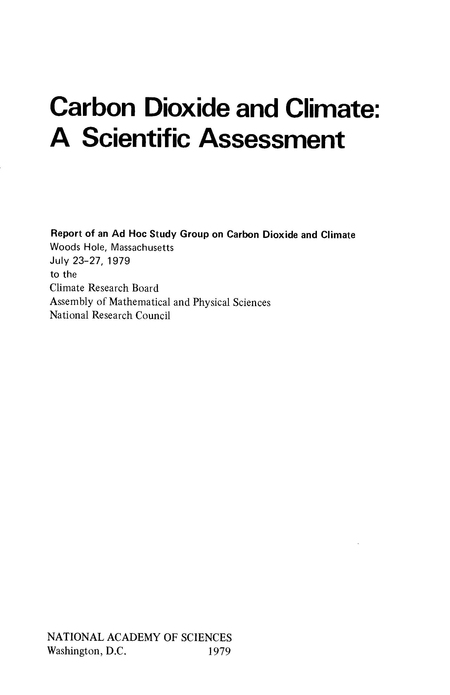 Carbon Dioxide and Climate:
A Scientific Assessment
Report of an Ad Hoc Study Group on Carbon Dioxide and Climate
Woods Hole, Massachusetts
July 23-27, 1979
to the
Climate Research Board
Assembly of Mathematical and Physical Sciences
National Research Council
NATIONAL ACADEMY OF SCIENCES
Washington, D.C. 1979